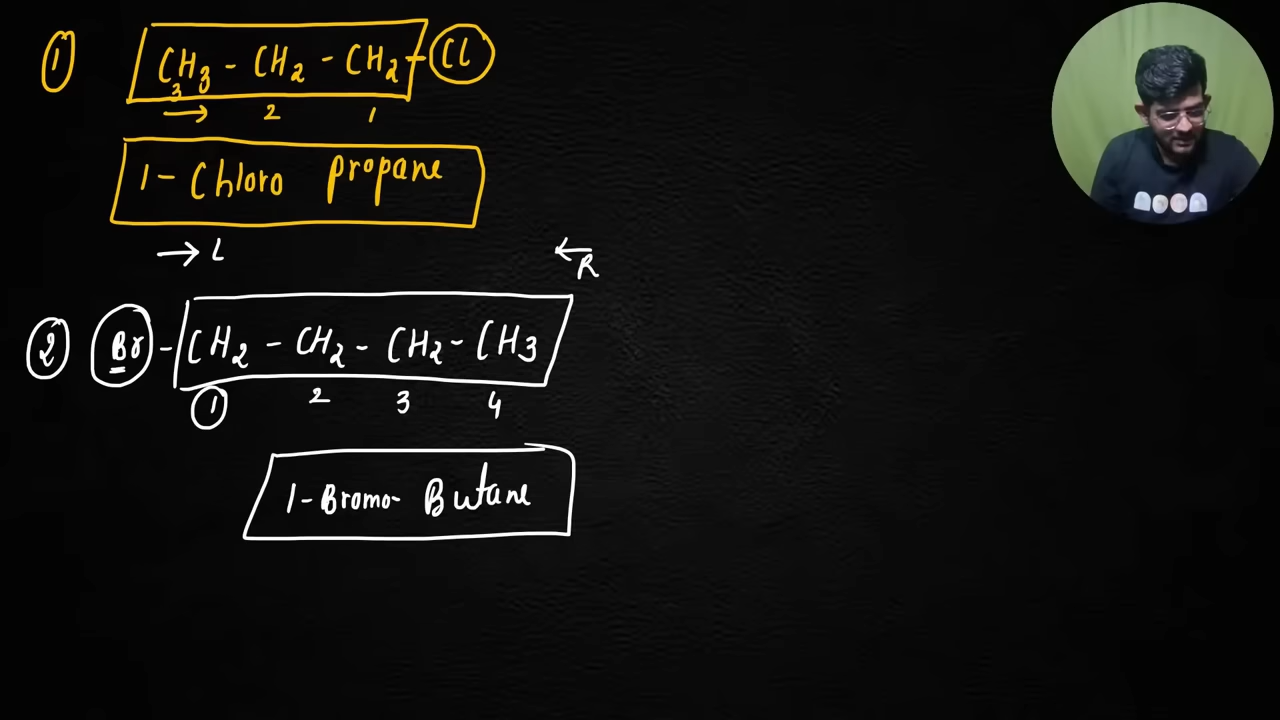 ① CH3 - CH2 - CH2 - Cl
3 2 1
1- Chloro propane
→ L ← R
② Br - CH2 - CH2 - CH2 - CH3
① 2 3 4
1-Bromo- Butane
noon